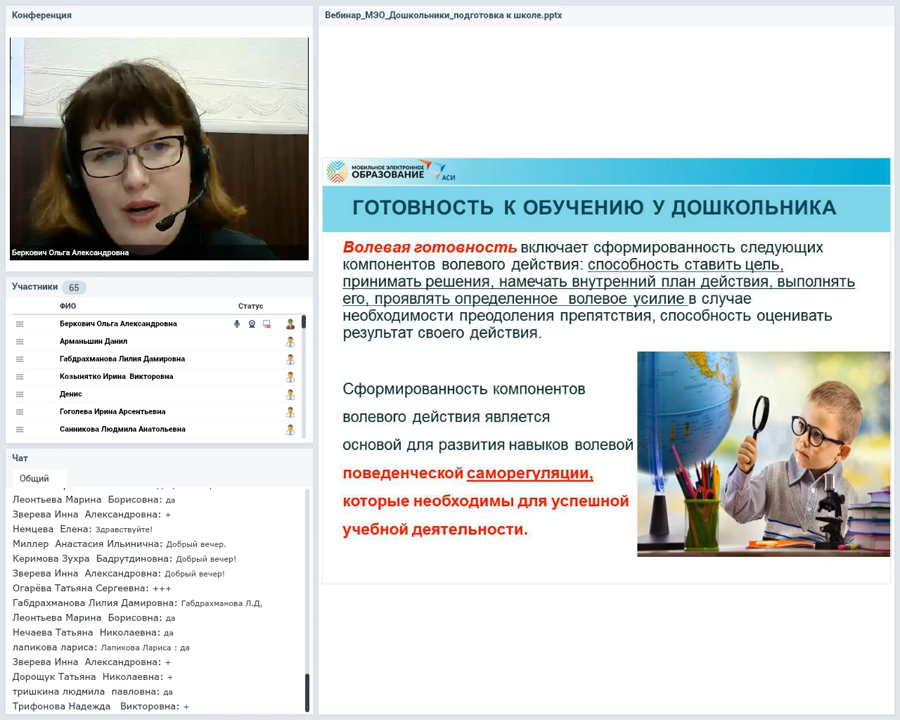 Конференция
Беркович Ольга Александровна
Участники 65
ФИО Статус
Беркович Ольга Александровна
Арманьшин Данил
Габдрахманова Лилия Дамировна
Козынятко Ирина Викторовна
Денис
Гоголева Ирина Арсентьевна
Санникова Людмила Анатольевна
Чат
Общий
Леонтьева Марина Борисовна: да
Зверева Инна Александровна: +
Немцева Елена: Здравствуйте!
Миллер Анастасия Ильинична: Добрый вечер.
Керимова Зухра Бадрутдиновна: Добрый вечер!
Зверева Инна Александровна: Добрый вечер!
Огарёва Татьяна Сергеевна: +++
Габдрахманова Лилия Дамировна: Габдрахманова Л.Д,
Леонтьева Марина Борисовна: да
Нечаева Татьяна Николаевна: да
лапикова лариса: Лапикова Лариса : да
Зверева Инна Александровна: +
Дорощук Татьяна Николаевна: +
тришкина людмила павловна: да
Трифонова Надежда Викторовна: +
Вебинар_МЭО_Дошкольники_подготовка к школе.pptx
МОБИЛЬНОЕ ЭЛЕКТРОННОЕ
ОБРАЗОВАНИЕ АСИ
ГОТОВНОСТЬ К ОБУЧЕНИЮ У ДОШКОЛЬНИКА
Волевая готовность включает сформированность следующих
компонентов волевого действия: способность ставить цель,
принимать решения, намечать внутренний план действия, выполнять
его, проявлять определенное волевое усилие в случае
необходимости преодоления препятствия, способность оценивать
результат своего действия.
Сформированность компонентов
волевого действия является
основой для развития навыков волевой
поведенческой саморегуляции,
которые необходимы для успешной
учебной деятельности.